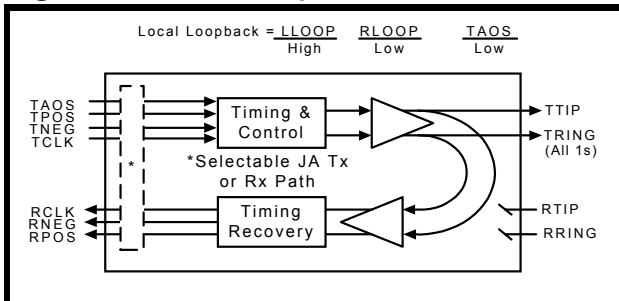 Local Loopback = LLOOP RLOOP TAOS
High Low Low
TAOS
TPOS
TNEG
TCLK
Timing &
Control
TTIP
TRING
(All 1s)
*
*Selectable JA Tx
or Rx Path
RCLK
RNEG
RPOS
Timing
Recovery
RTIP
RRING